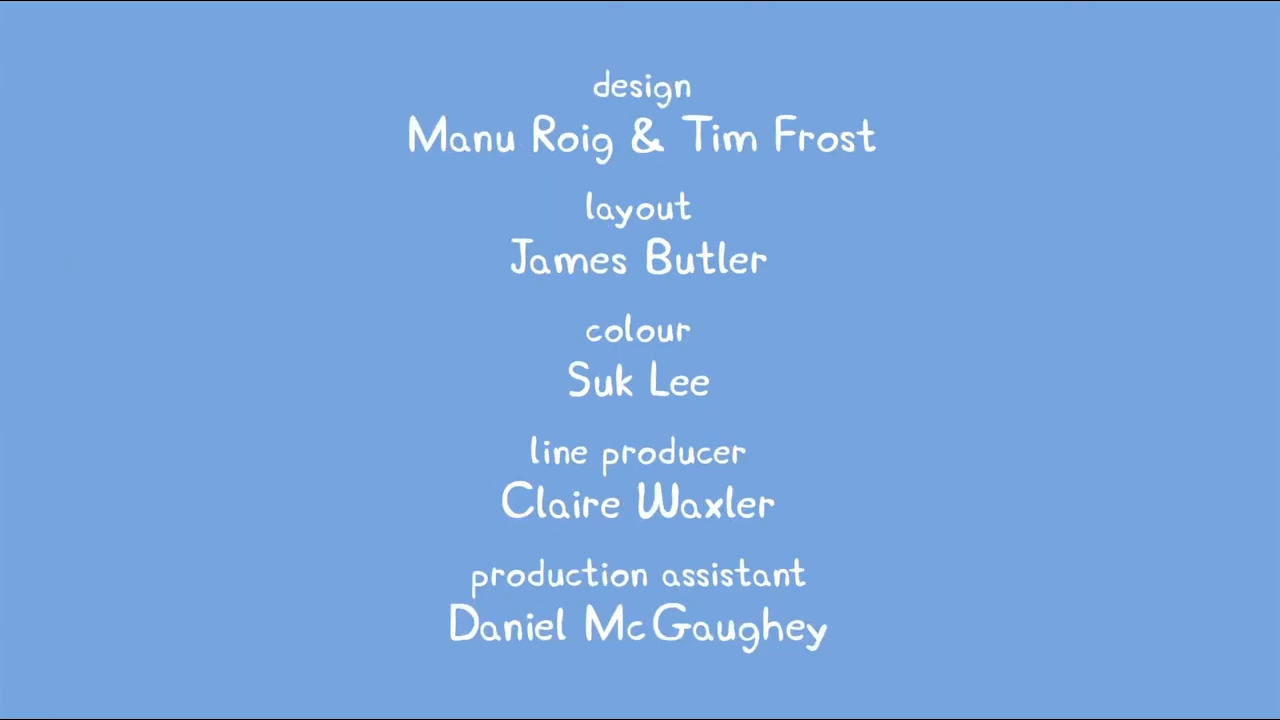 design
Manu Roig & Tim Frost
layout
James Butler
colour
Suk Lee
line producer
Claire Waxler
production assistant
Daniel McGaughey